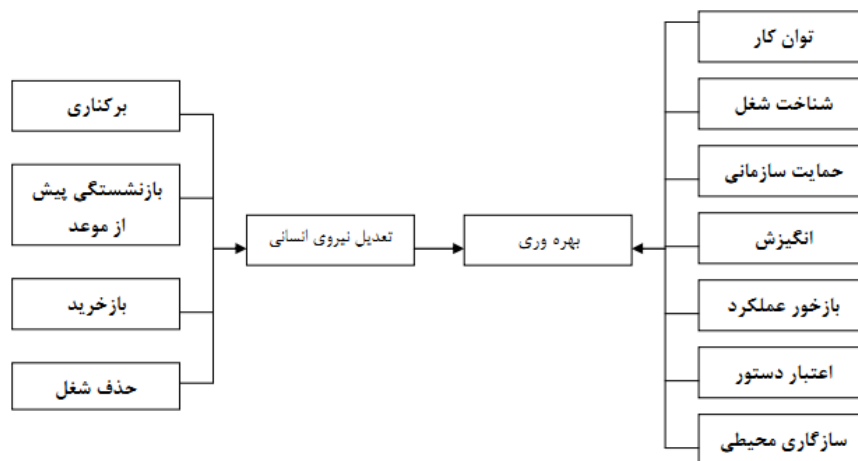 توان کار
شناخت شغل
حمایت سازمانی
انگیزش
بازخور عملکرد
اعتبار دستور
سازگاری محیطی
بهره وری
تعدیل نیروی انسانی
برکناری
بازنشستگی پیش
از موعد
بازخرید
حذف شغل